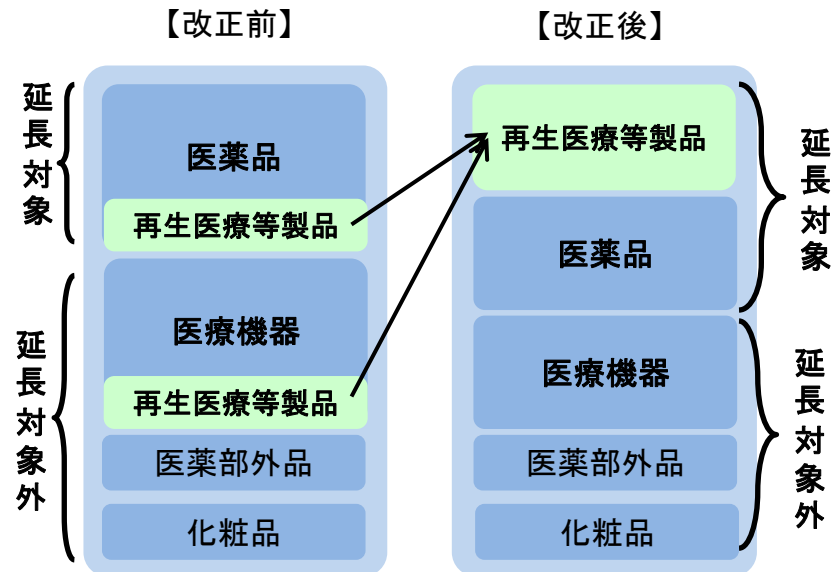 【改正前】
延長対象
医薬品
再生医療等製品
延長対象外
医療機器
再生医療等製品
医薬部外品
化粧品
【改正後】
再生医療等製品
医薬品
延長対象
医療機器
医薬部外品
化粧品
延長対象外